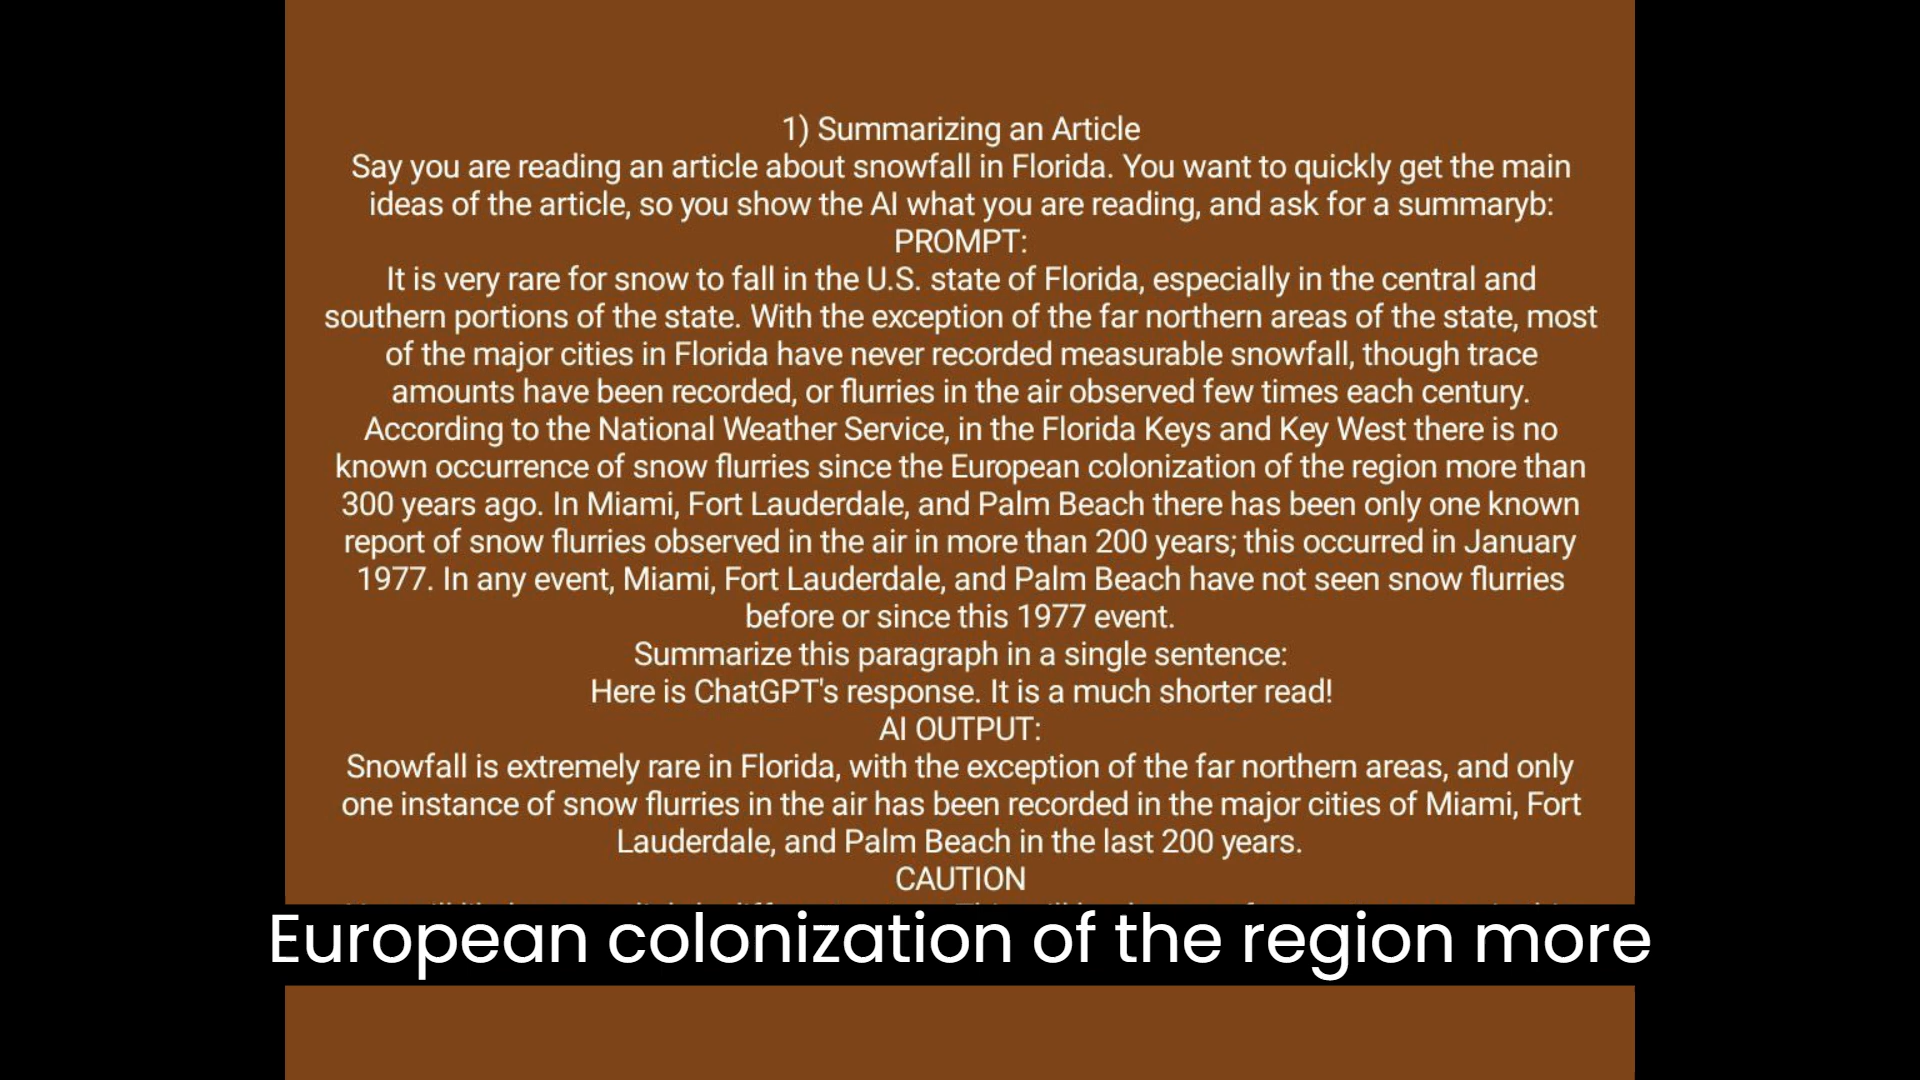 1) Summarizing an Article
Say you are reading an article about snowfall in Florida. You want to quickly get the main
ideas of the article, so you show the AI what you are reading, and ask for a summaryb:
PROMPT:
It is very rare for snow to fall in the U.S. state of Florida, especially in the central and
southern portions of the state. With the exception of the far northern areas of the state, most
of the major cities in Florida have never recorded measurable snowfall, though trace
amounts have been recorded, or flurries in the air observed few times each century.
According to the National Weather Service, in the Florida Keys and Key West there is no
known occurrence of snow flurries since the European colonization of the region more than
300 years ago. In Miami, Fort Lauderdale, and Palm Beach there has been only one known
report of snow flurries observed in the air in more than 200 years; this occurred in January
1977. In any event, Miami, Fort Lauderdale, and Palm Beach have not seen snow flurries
before or since this 1977 event.
Summarize this paragraph in a single sentence:
Here is ChatGPT's response. It is a much shorter read!
AI OUTPUT:
Snowfall is extremely rare in Florida, with the exception of the far northern areas, and only
one instance of snow flurries in the air has been recorded in the major cities of Miami, Fort
Lauderdale, and Palm Beach in the last 200 years.
CAUTION
European colonization of the region more